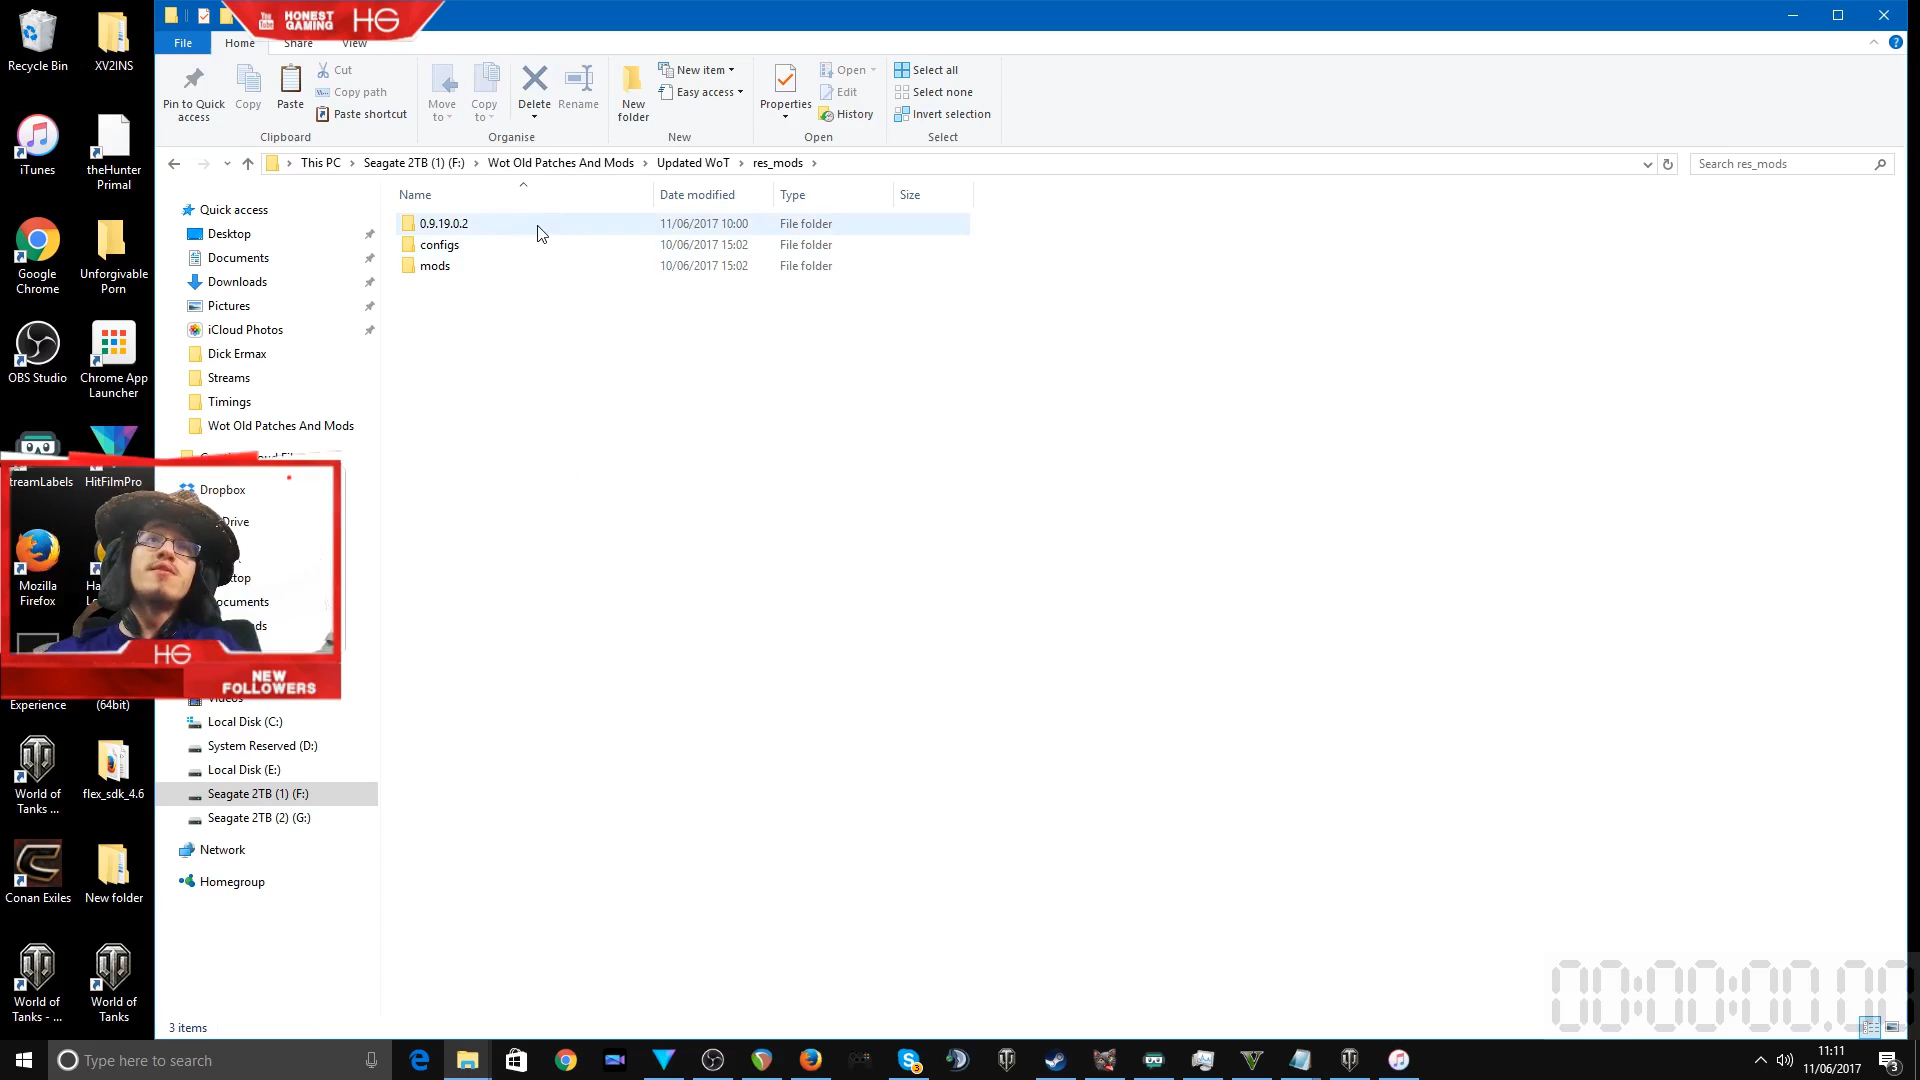 HONEST
GAMING HG
File Home Share View
Pin to Quick access
Copy
Paste
Cut
Copy path
Paste shortcut
Clipboard
Move to
Copy to
Delete
Rename
Organise
New folder
New item
Easy access
New
Properties
Open
Edit
History
Open
Select all
Select none
Invert selection
Select
This PC > Seagate 2TB (1) (F:) > Wot Old Patches And Mods > Updated WoT > res_mods >
Search res_mods
Name Date modified Type Size
0.9.19.0.2 11/06/2017 10:00 File folder
configs 10/06/2017 15:02 File folder
mods 10/06/2017 15:02 File folder
Quick access
Desktop
Documents
Downloads
Pictures
iCloud Photos
Dick Ermax
Streams
Timings
Wot Old Patches And Mods
Dropbox
Drive
Local Disk (C:)
System Reserved (D:)
Local Disk (E:)
Seagate 2TB (1) (F:)
Seagate 2TB (2) (G:)
Network
Homegroup
3 items
Recycle Bin
XV2INS
iTunes
theHunter
Primal
Google
Chrome
Unforgivable
Porn
OBS Studio
Chrome App
Launcher
treamLabels
HitFilmPro
Mozilla
Firefox
HG
NEW
FOLLOWERS
Experience
(64bit)
World of
Tanks ...
flex_sdk_4.6
Conan Exiles
New folder
World of
Tanks - ...
World of
Tanks
00:00:00.00
Type here to search
11:11
11/06/2017
3